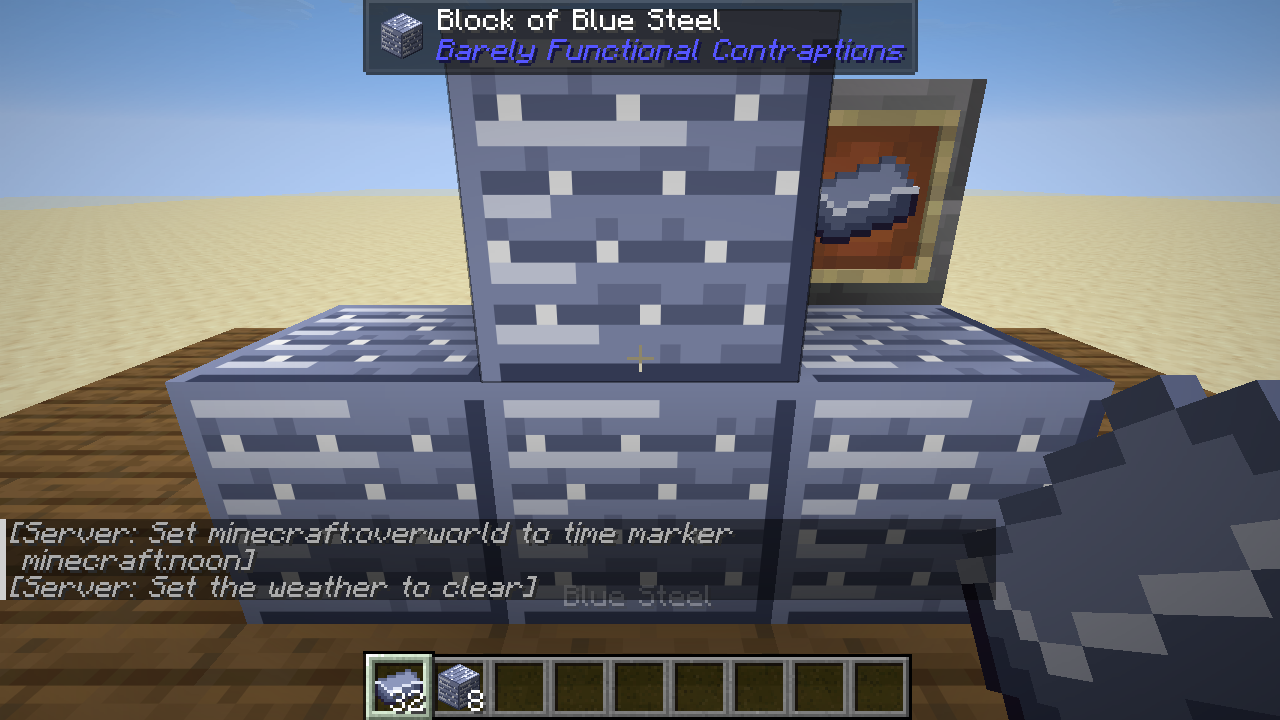 Block of Blue Steel
Barely Functional Contraptions
[Server: Set minecraft:overworld to time marker
minecraft:noon]
[Server: Set the weather to clear]
Blue Steel
32 8